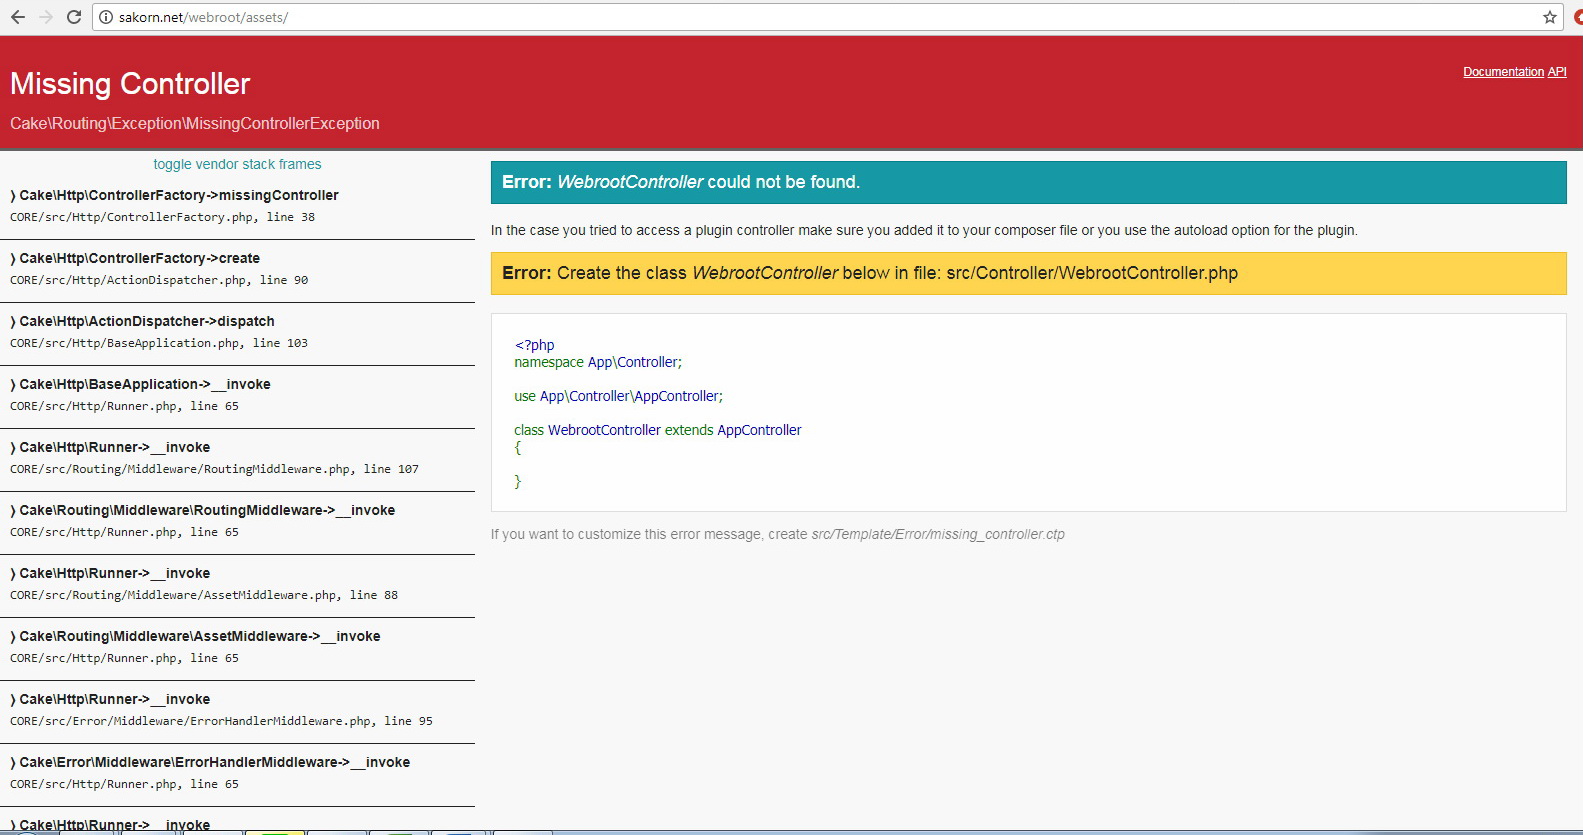 sakorn.net/webroot/assets/
Missing Controller
Documentation API
Cake\Routing\Exception\MissingControllerException
toggle vendor stack frames
⟩ Cake\Http\ControllerFactory->missingController
CORE/src/Http/ControllerFactory.php, line 38
⟩ Cake\Http\ControllerFactory->create
CORE/src/Http/ActionDispatcher.php, line 90
⟩ Cake\Http\ActionDispatcher->dispatch
CORE/src/Http/BaseApplication.php, line 103
⟩ Cake\Http\BaseApplication->__invoke
CORE/src/Http/Runner.php, line 65
⟩ Cake\Http\Runner->__invoke
CORE/src/Routing/Middleware/RoutingMiddleware.php, line 107
⟩ Cake\Routing\Middleware\RoutingMiddleware->__invoke
CORE/src/Http/Runner.php, line 65
⟩ Cake\Http\Runner->__invoke
CORE/src/Routing/Middleware/AssetMiddleware.php, line 88
⟩ Cake\Routing\Middleware\AssetMiddleware->__invoke
CORE/src/Http/Runner.php, line 65
⟩ Cake\Http\Runner->__invoke
CORE/src/Error/Middleware/ErrorHandlerMiddleware.php, line 95
⟩ Cake\Error\Middleware\ErrorHandlerMiddleware->__invoke
CORE/src/Http/Runner.php, line 65
⟩ Cake\Http\Runner->__invoke
Error: WebrootController could not be found.
In the case you tried to access a plugin controller make sure you added it to your composer file or you use the autoload option for the plugin.
Error: Create the class WebrootController below in file: src/Controller/WebrootController.php
<?php
namespace App\Controller;
use App\Controller\AppController;
class WebrootController extends AppController
{
}
If you want to customize this error message, create src/Template/Error/missing_controller.ctp